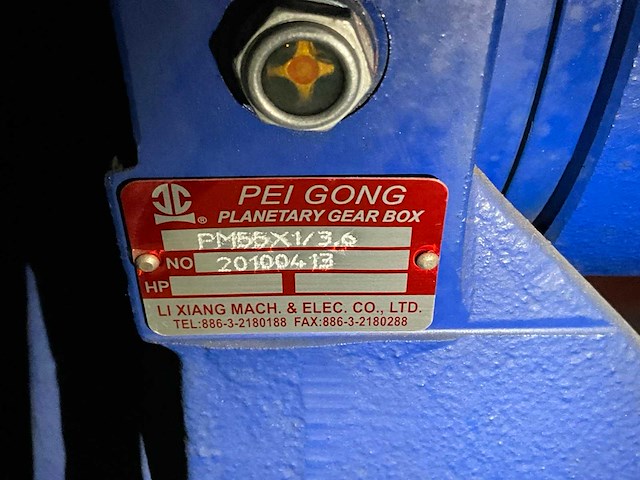 PEI GONG
®
PLANETARY GEAR BOX
PM55X1/3.6
NO 20100413
HP
LI XIANG MACH. & ELEC. CO., LTD.
TEL:886-3-2180188 FAX:886-3-2180288